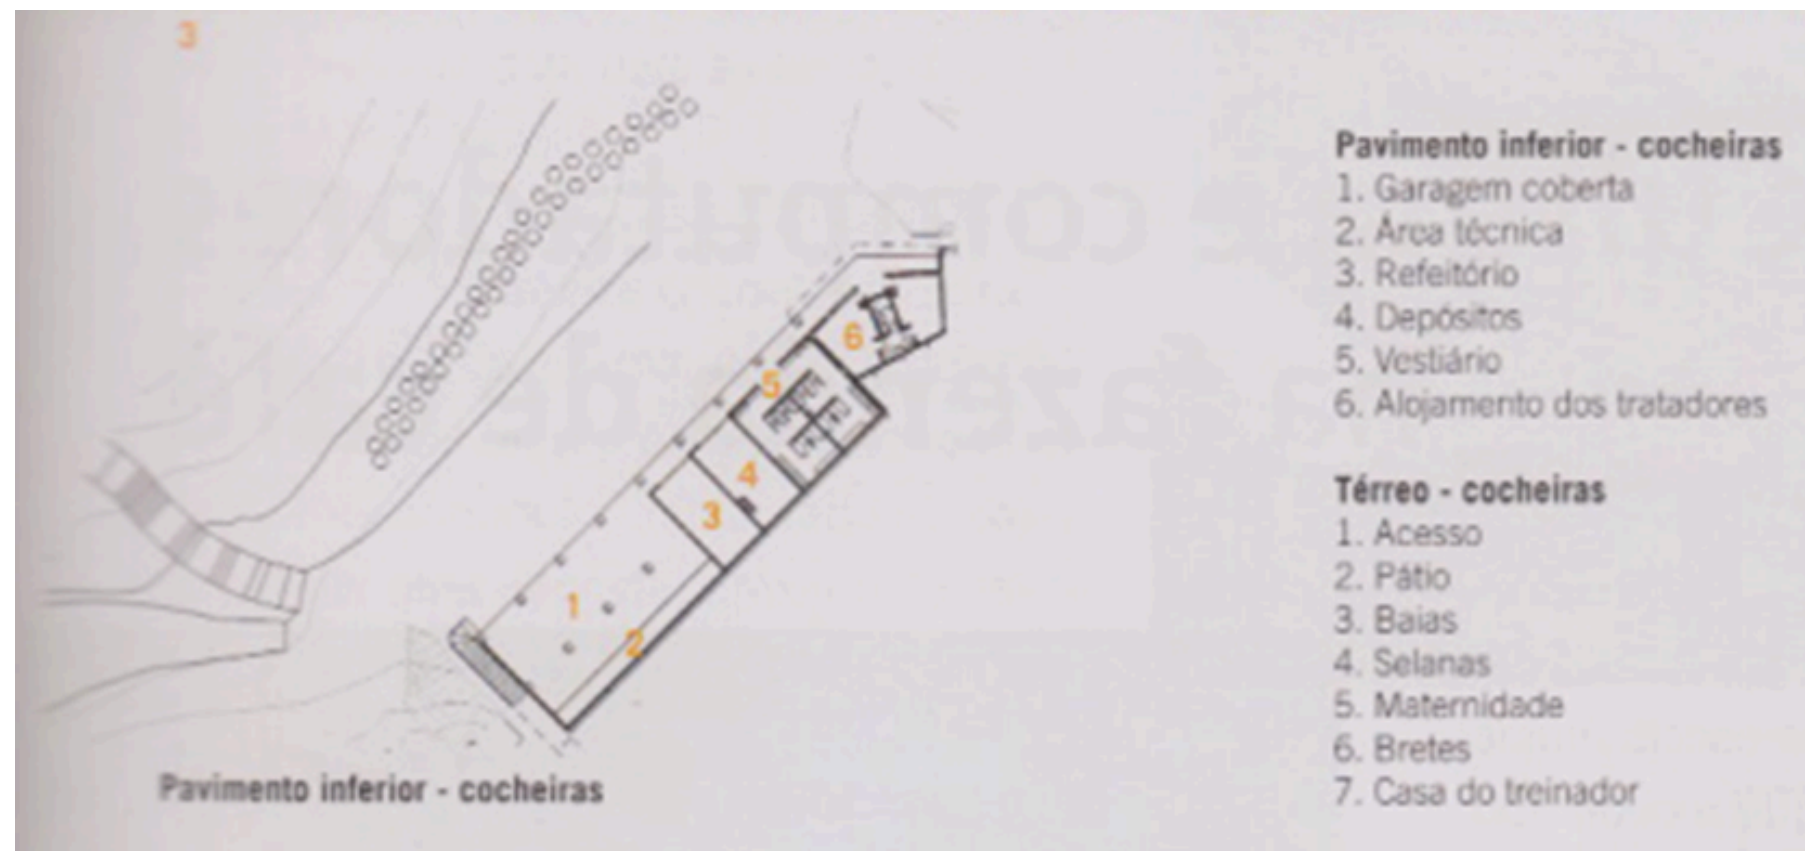 3
6
5
4
3
1
2
Pavimento inferior - cocheiras
Pavimento inferior - cocheiras
1. Garagem coberta
2. Área técnica
3. Refeitório
4. Depósitos
5. Vestiário
6. Alojamento dos tratadores
Térreo - cocheiras
1. Acesso
2. Pátio
3. Baias
4. Selanas
5. Maternidade
6. Bretes
7. Casa do treinador